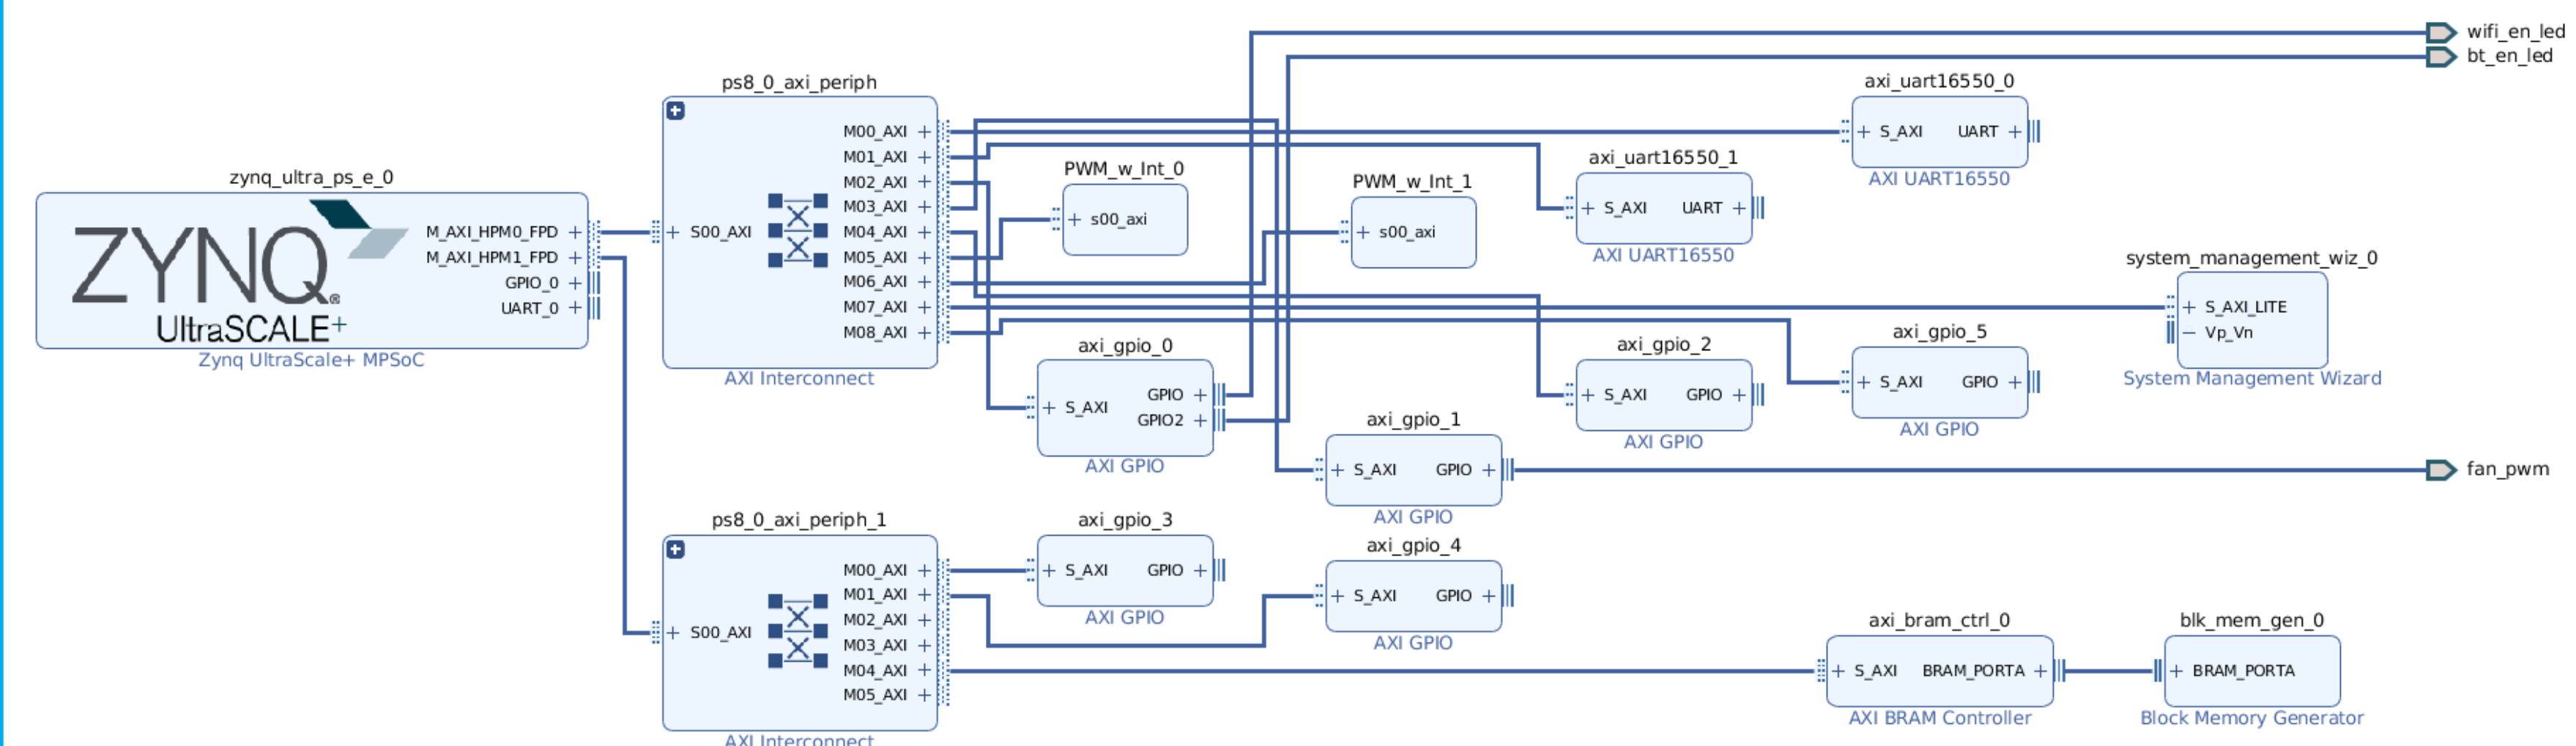 wifi_en_led
bt_en_led
ps8_0_axi_periph
M00_AXI
M01_AXI
M02_AXI
M03_AXI
S00_AXI
M04_AXI
M05_AXI
M06_AXI
M07_AXI
M08_AXI
AXI Interconnect
zynq_ultra_ps_e_0
ZYNQ®
UltraSCALE+
M_AXI_HPM0_FPD
M_AXI_HPM1_FPD
GPIO_0
UART_0
Zynq UltraScale+ MPSoC
PWM_w_Int_0
s00_axi
PWM_w_Int_1
s00_axi
axi_uart16550_1
S_AXI UART
AXI UART16550
axi_uart16550_0
S_AXI UART
AXI UART16550
system_management_wiz_0
S_AXI_LITE
Vp_Vn
System Management Wizard
axi_gpio_0
GPIO
S_AXI
GPIO2
AXI GPIO
axi_gpio_1
S_AXI GPIO
AXI GPIO
axi_gpio_2
S_AXI GPIO
AXI GPIO
axi_gpio_5
S_AXI GPIO
AXI GPIO
fan_pwm
ps8_0_axi_periph_1
M00_AXI
M01_AXI
M02_AXI
S00_AXI
M03_AXI
M04_AXI
M05_AXI
AXI Interconnect
axi_gpio_3
S_AXI GPIO
AXI GPIO
axi_gpio_4
S_AXI GPIO
AXI GPIO
axi_bram_ctrl_0
S_AXI BRAM_PORTA
AXI BRAM Controller
blk_mem_gen_0
BRAM_PORTA
Block Memory Generator